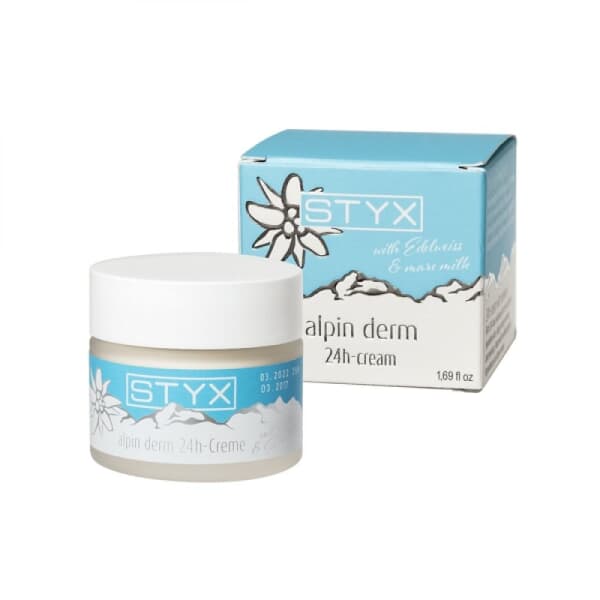 STYX
with Edelweiss
& mare milk
alpin derm
24h-cream
1,69 fl oz
STYX
03.2022
03.2017
alpin derm 24h-Creme